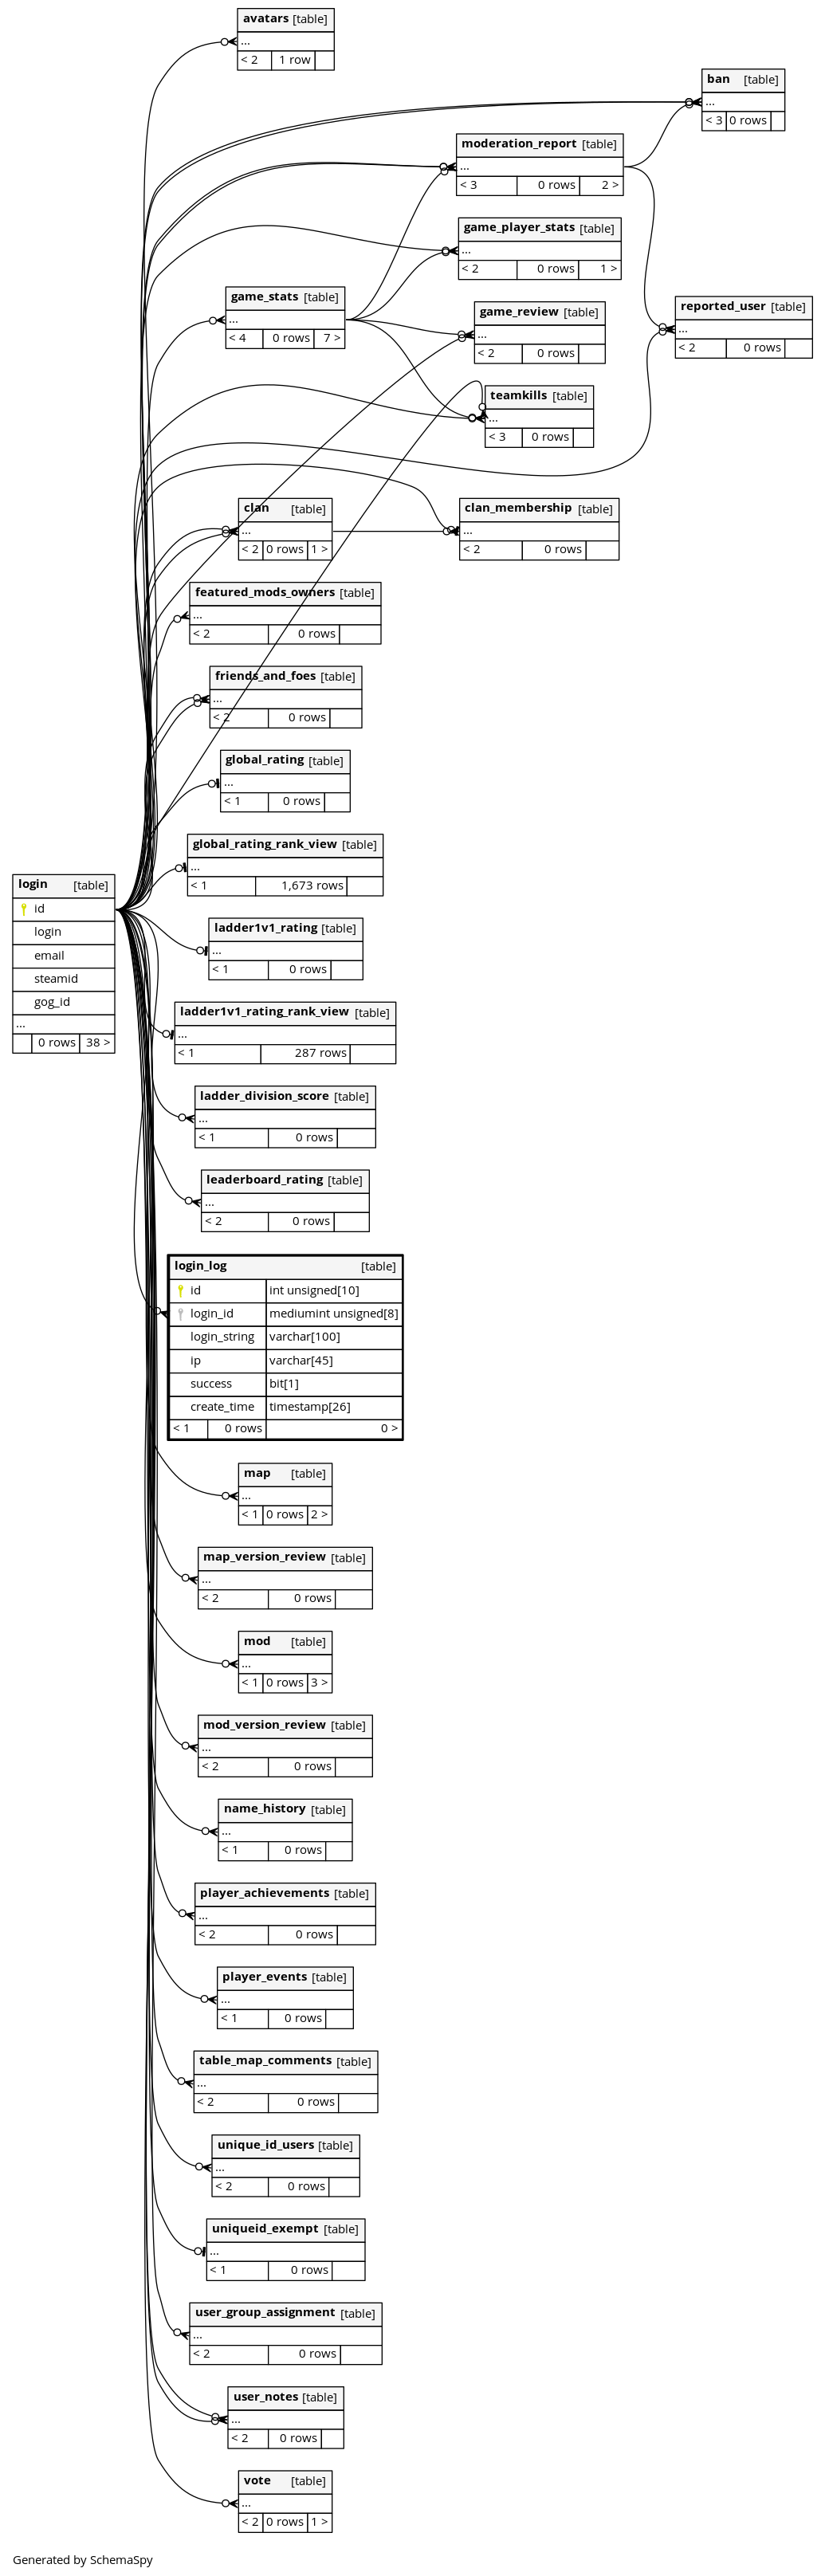 avatars [table]
...
< 2 1 row
ban [table]
...
< 3 0 rows
moderation_report [table]
...
< 3 0 rows 2 >
game_player_stats [table]
...
< 2 0 rows 1 >
game_stats [table]
...
< 4 0 rows 7 >
reported_user [table]
...
< 2 0 rows
game_review [table]
...
< 2 0 rows
teamkills [table]
...
< 3 0 rows
clan [table]
...
< 2 0 rows 1 >
clan_membership [table]
...
< 2 0 rows
featured_mods_owners [table]
...
< 2 0 rows
friends_and_foes [table]
...
< 2 0 rows
global_rating [table]
...
< 1 0 rows
global_rating_rank_view [table]
...
< 1 1,673 rows
login [table]
id
login
email
steamid
gog_id
...
0 rows 38 >
ladder1v1_rating [table]
...
< 1 0 rows
ladder1v1_rating_rank_view [table]
...
< 1 287 rows
ladder_division_score [table]
...
< 1 0 rows
leaderboard_rating [table]
...
< 2 0 rows
login_log [table]
id int unsigned[10]
login_id mediumint unsigned[8]
login_string varchar[100]
ip varchar[45]
success bit[1]
create_time timestamp[26]
< 1 0 rows 0 >
map [table]
...
< 1 0 rows 2 >
map_version_review [table]
...
< 2 0 rows
mod [table]
...
< 1 0 rows 3 >
mod_version_review [table]
...
< 2 0 rows
name_history [table]
...
< 1 0 rows
player_achievements [table]
...
< 2 0 rows
player_events [table]
...
< 1 0 rows
table_map_comments [table]
...
< 2 0 rows
unique_id_users [table]
...
< 2 0 rows
uniqueid_exempt [table]
...
< 1 0 rows
user_group_assignment [table]
...
< 2 0 rows
user_notes [table]
...
< 2 0 rows
vote [table]
...
< 2 0 rows 1 >
Generated by SchemaSpy